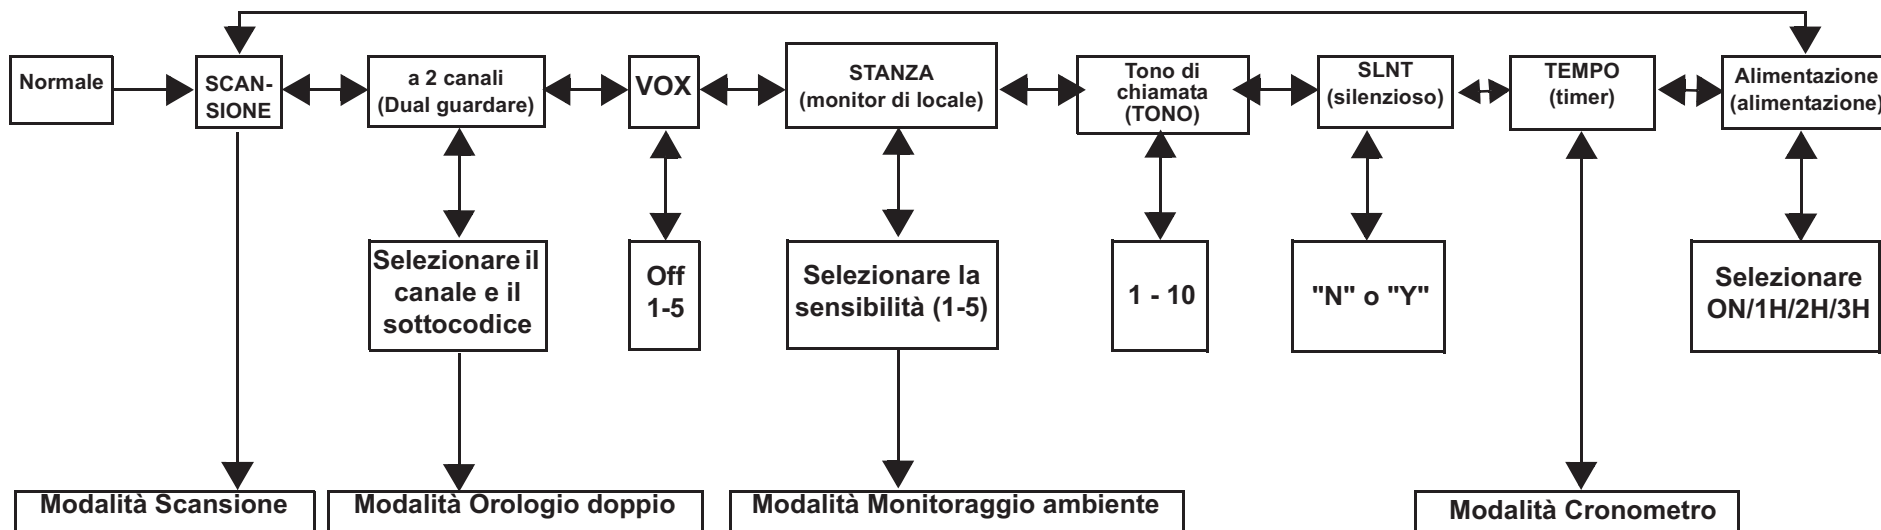 Normale
SCAN-
SIONE
a 2 canali
(Dual guardare)
VOX
STANZA
(monitor di locale)
Tono di
chiamata
(TONO)
SLNT
(silenzioso)
TEMPO
(timer)
Alimentazione
(alimentazione)
Selezionare il
canale e il
sottocodice
Off
1-5
Selezionare la
sensibilità (1-5)
1 - 10
"N" o "Y"
Selezionare
ON/1H/2H/3H
Modalità Scansione
Modalità Orologio doppio
Modalità Monitoraggio ambiente
Modalità Cronometro